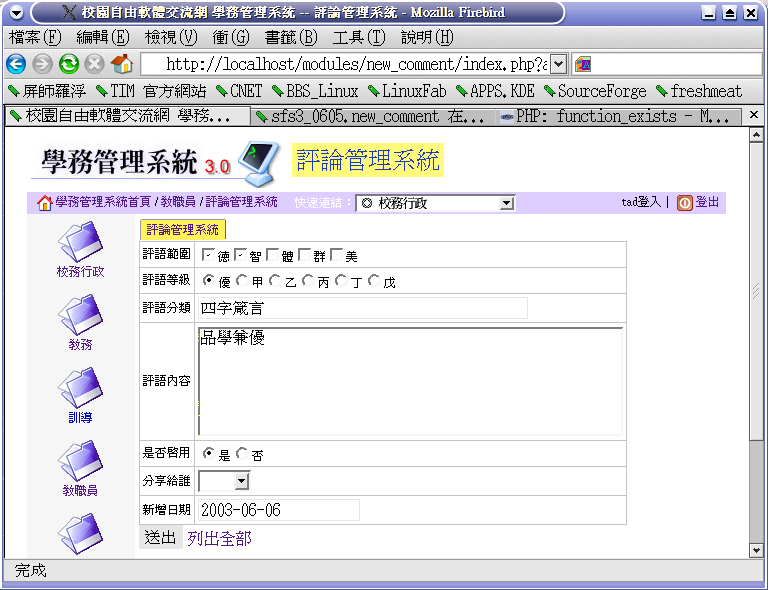 校園自由軟體交流網 學務管理系統 -- 評論管理系統 - Mozilla Firebird
檔案(F) 編輯(E) 檢視(V) 衝(G) 書籤(B) 工具(T) 說明(H)
http://localhost/modules/new_comment/index.php?a
屏師羅浮 TIM 官方網站 CNET BBS_Linux LinuxFab APPS.KDE SourceForge freshmeat
校園自由軟體交流網 學務... sfs3_0605.new_comment 在... PHP: function_exists - M...
學務管理系統 3.0 評論管理系統
學務管理系統首頁 / 教職員 / 評論管理系統 快速連結： ◎ 校務行政 tad登入 | 登出
校務行政
教務
訓導
教職員
評論管理系統
評語範圍 德 智 體 群 美
評語等級 優 甲 乙 丙 丁 戊
評語分類 四字箴言
評語內容 品學兼優
是否啓用 是 否
分享給誰
新增日期 2003-06-06
送出 列出全部
完成